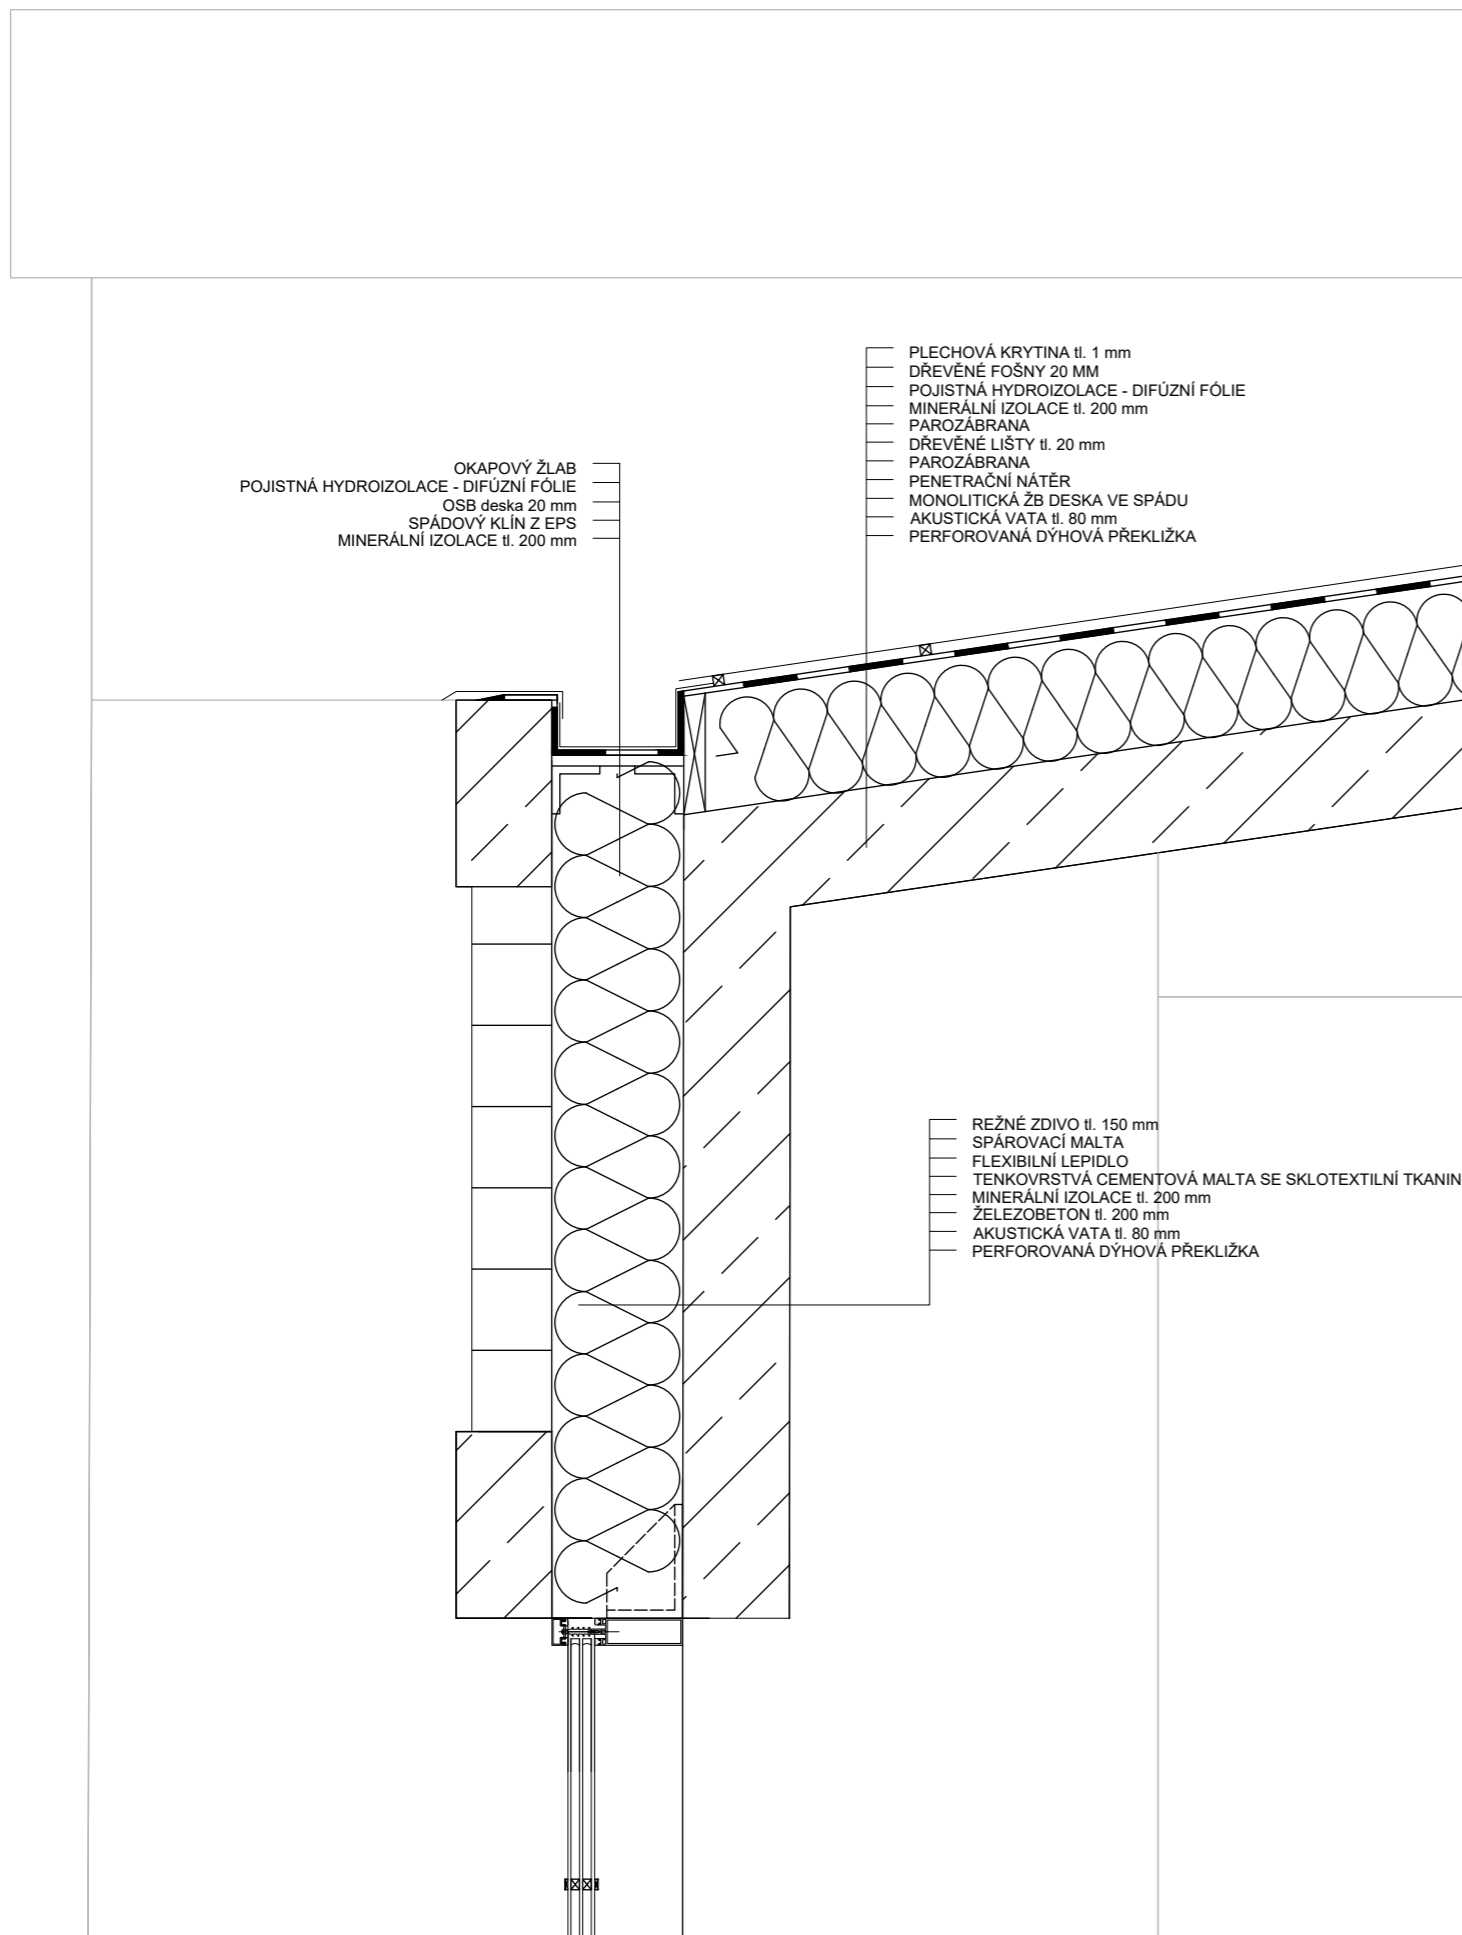 PLECHOVÁ KRYTINA tl. 1 mm
DŘEVĚNÉ FOŠNY 20 MM
POJISTNÁ HYDROIZOLACE - DIFÚZNÍ FÓLIE
MINERÁLNÍ IZOLACE tl. 200 mm
PAROZÁBRANA
DŘEVĚNÉ LIŠTY tl. 20 mm
PAROZÁBRANA
PENETRAČNÍ NÁTĚR
MONOLITICKÁ ŽB DESKA VE SPÁDU
AKUSTICKÁ VATA tl. 80 mm
PERFOROVANÁ DÝHOVÁ PŘEKLIŽKA
OKAPOVÝ ŽLAB
POJISTNÁ HYDROIZOLACE - DIFÚZNÍ FÓLIE
OSB deska 20 mm
SPÁDOVÝ KLÍN Z EPS
MINERÁLNÍ IZOLACE tl. 200 mm
REŽNÉ ZDIVO tl. 150 mm
SPÁROVACÍ MALTA
FLEXIBILNÍ LEPIDLO
TENKOVRSTVÁ CEMENTOVÁ MALTA SE SKLOTEXTILNÍ TKANIN
MINERÁLNÍ IZOLACE tl. 200 mm
ŽELEZOBETON tl. 200 mm
AKUSTICKÁ VATA tl. 80 mm
PERFOROVANÁ DÝHOVÁ PŘEKLIŽKA